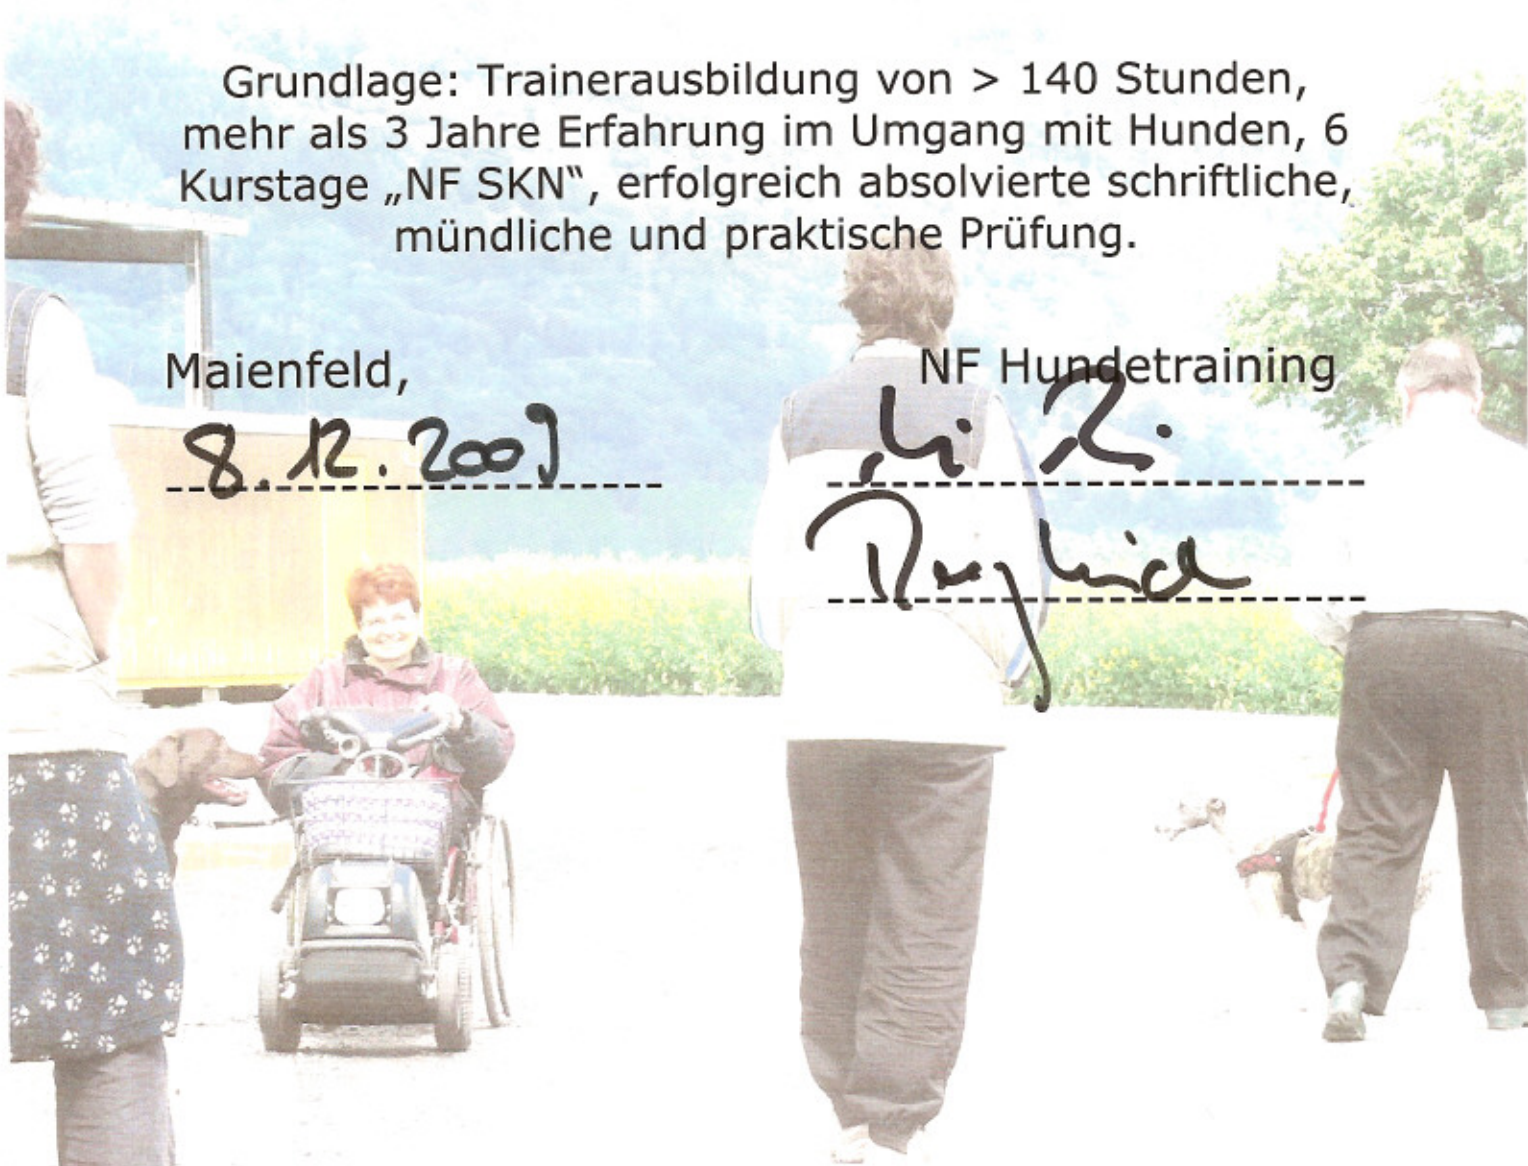 Grundlage: Trainerausbildung von > 140 Stunden,
mehr als 3 Jahre Erfahrung im Umgang mit Hunden, 6
Kurstage „NF SKN“, erfolgreich absolvierte schriftliche,
mündliche und praktische Prüfung.
Maienfeld,
NF Hundetraining
8.12.2009